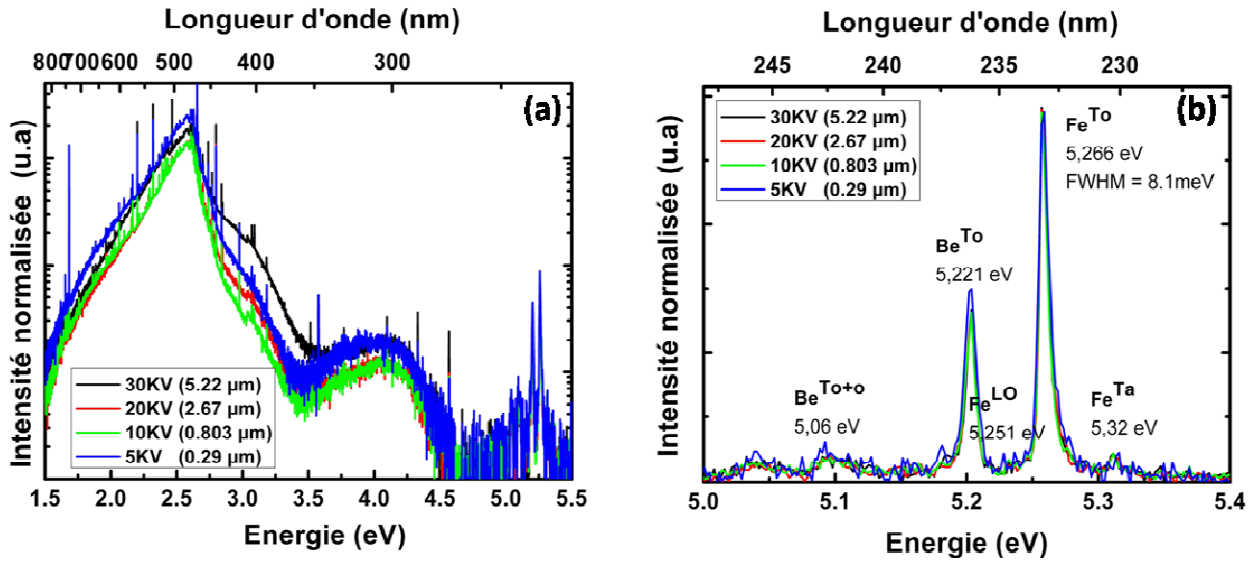 Longueur d'onde (nm)
800 700 600 500 400 300
(a)
Intensité normalisée (u.a)
30KV (5.22 µm)
20KV (2.67 µm)
10KV (0.803 µm)
5KV (0.29 µm)
1.5 2.0 2.5 3.0 3.5 4.0 4.5 5.0 5.5
Energie (eV)
Longueur d'onde (nm)
245 240 235 230
(b)
Intensité normalisée (u.a)
30KV (5.22 µm)
20KV (2.67 µm)
10KV (0.803 µm)
5KV (0.29 µm)
Fe To
5,266 eV
FWHM = 8.1meV
Be To
5,221 eV
Be To+o
5,06 eV
Fe LO
5,251 eV
Fe Ta
5,32 eV
5.0 5.1 5.2 5.3 5.4
Energie (eV)